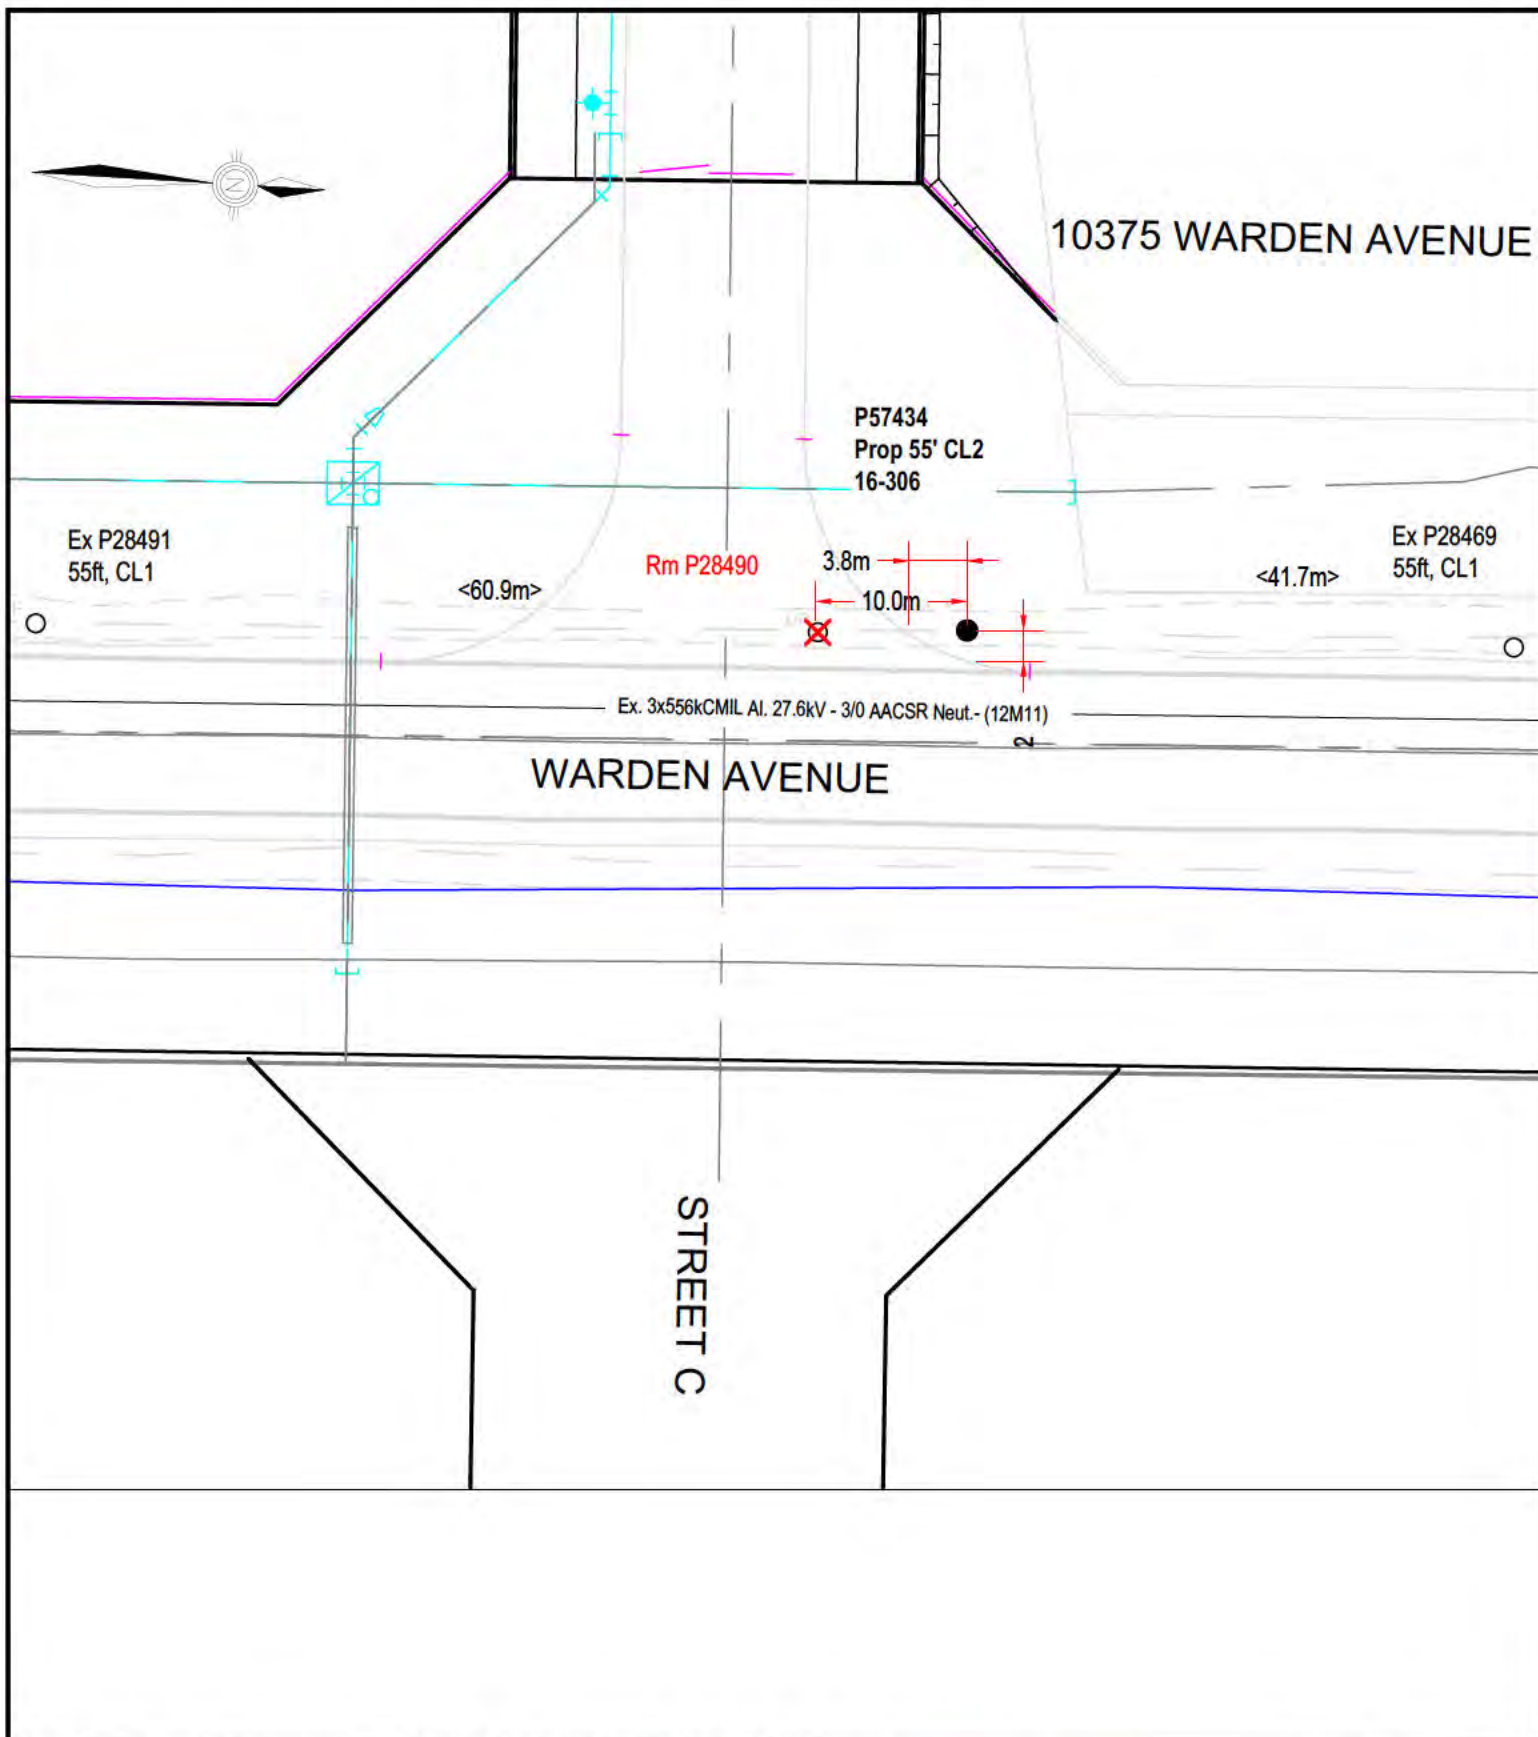 N
10375 WARDEN AVENUE
P57434
Prop 55' CL2
16-306
Ex P28491
55ft, CL1
<60.9m>
Rm P28490
3.8m
10.0m
<41.7m>
Ex P28469
55ft, CL1
Ex. 3x556kCMIL Al. 27.6kV - 3/0 AACSR Neut.- (12M11)
2
WARDEN AVENUE
STREET C